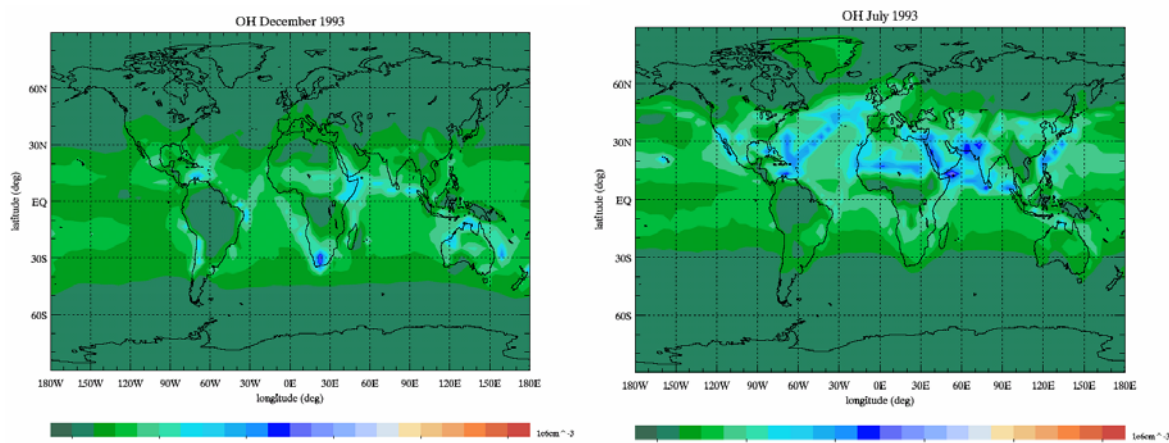 OH December 1993
60N
30N
EQ
30S
60S
latitude (deg)
180W 150W 120W 90W 60W 30W 0E 30E 60E 90E 120E 150E 180E
longitude (deg)
1e6cm^-3
OH July 1993
60N
30N
EQ
30S
60S
latitude (deg)
180W 150W 120W 90W 60W 30W 0E 30E 60E 90E 120E 150E 180E
longitude (deg)
1e6cm^-3